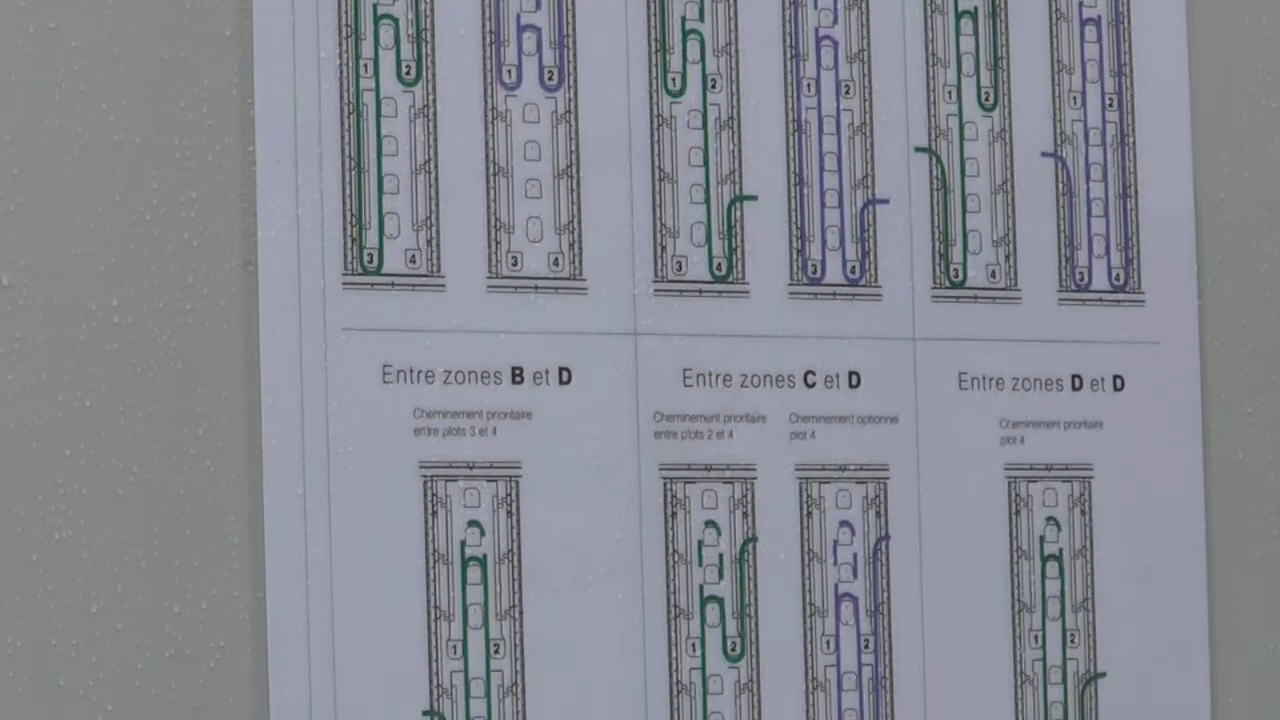 1 2
1 2
1 2
1 2
1 2
1 2
3 4
3 4
3 4
3 4
3 4
3 4
Entre zones B et D
Entre zones C et D
Entre zones D et D
Cheminement prioritaire
entre plots 3 et 4
Cheminement prioritaire
entre plots 2 et 4
Cheminement optionnel
plot 4
Cheminement prioritaire
plot 4
1 2
1 2
1 2
1 2